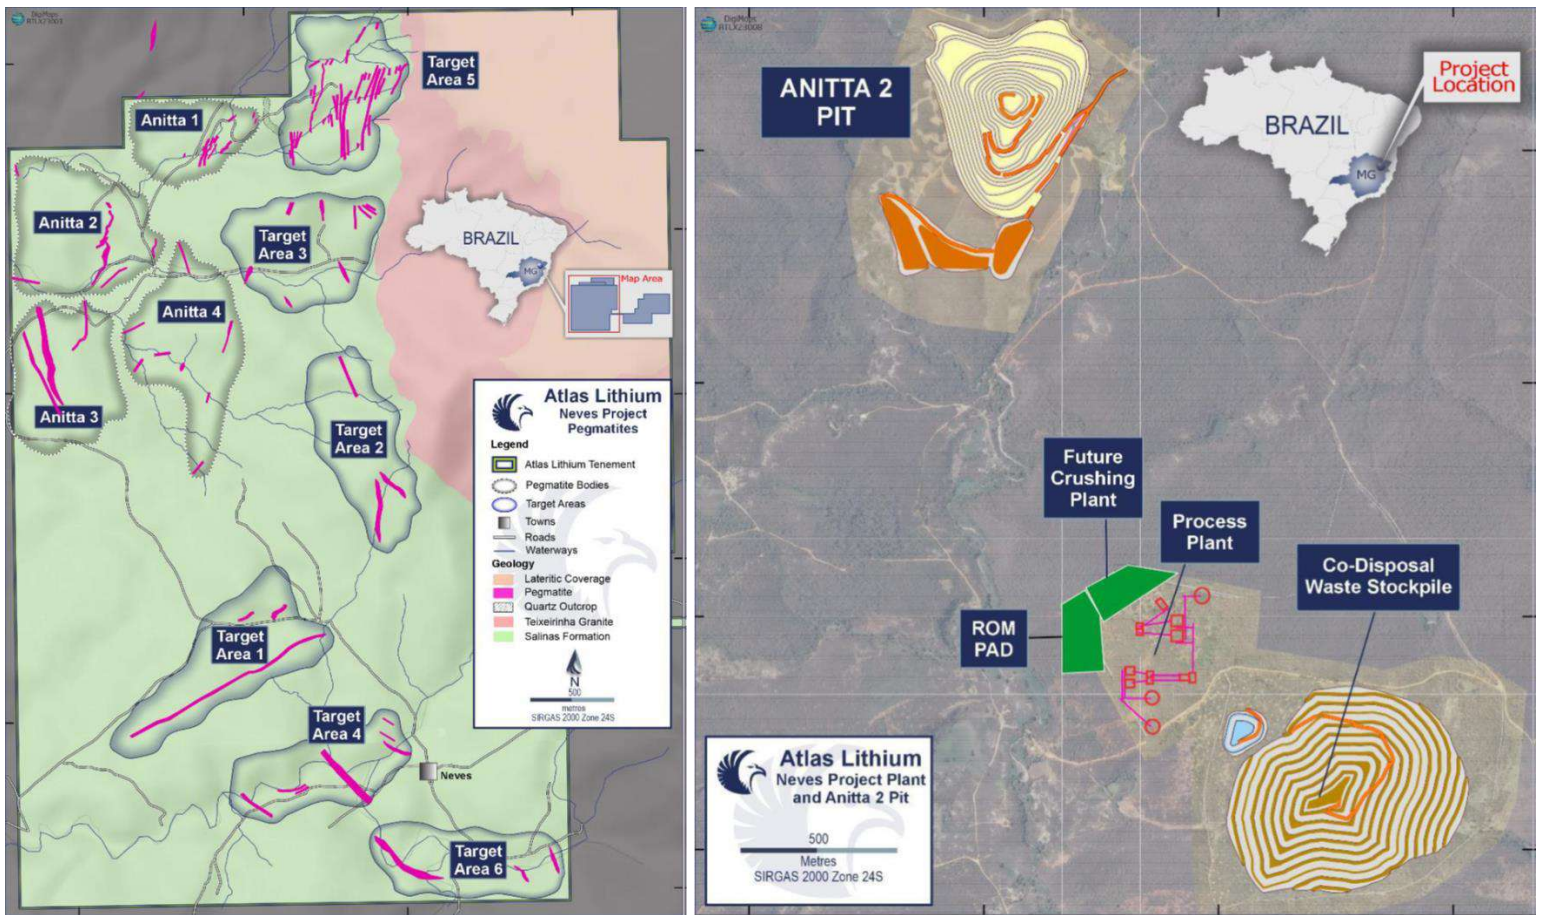 DigiMaps
ATLX23003
Target
Area 5
Anitta 1
Anitta 2
Target
Area 3
BRAZIL
MG
Map Area
Anitta 4
Anitta 3
Target
Area 2
Atlas Lithium
Neves Project
Pegmatites
Legend
Atlas Lithium Tenement
Pegmatite Bodies
Target Areas
Towns
Roads
Waterways
Geology
Lateritic Coverage
Pegmatite
Quartz Outcrop
Teixeirinha Granite
Salinas Formation
N
500
metres
SIRGAS 2000 Zone 24S
Target
Area 1
Target
Area 4
Neves
Target
Area 6
DigiMaps
ATLX23008
ANITTA 2
PIT
BRAZIL
MG
Project
Location
Future
Crushing
Plant
Process
Plant
Co-Disposal
Waste Stockpile
ROM
PAD
Atlas Lithium
Neves Project Plant
and Anitta 2 Pit
500
Metres
SIRGAS 2000 Zone 24S